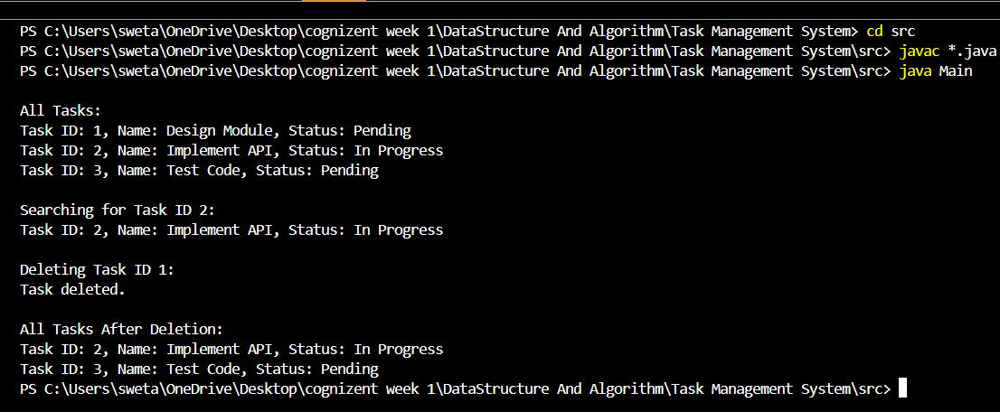 PS C:\Users\sweta\OneDrive\Desktop\cognizent week 1\DataStructure And Algorithm\Task Management System> cd src
PS C:\Users\sweta\OneDrive\Desktop\cognizent week 1\DataStructure And Algorithm\Task Management System\src> javac *.java
PS C:\Users\sweta\OneDrive\Desktop\cognizent week 1\DataStructure And Algorithm\Task Management System\src> java Main
All Tasks:
Task ID: 1, Name: Design Module, Status: Pending
Task ID: 2, Name: Implement API, Status: In Progress
Task ID: 3, Name: Test Code, Status: Pending
Searching for Task ID 2:
Task ID: 2, Name: Implement API, Status: In Progress
Deleting Task ID 1:
Task deleted.
All Tasks After Deletion:
Task ID: 2, Name: Implement API, Status: In Progress
Task ID: 3, Name: Test Code, Status: Pending
PS C:\Users\sweta\OneDrive\Desktop\cognizent week 1\DataStructure And Algorithm\Task Management System\src>